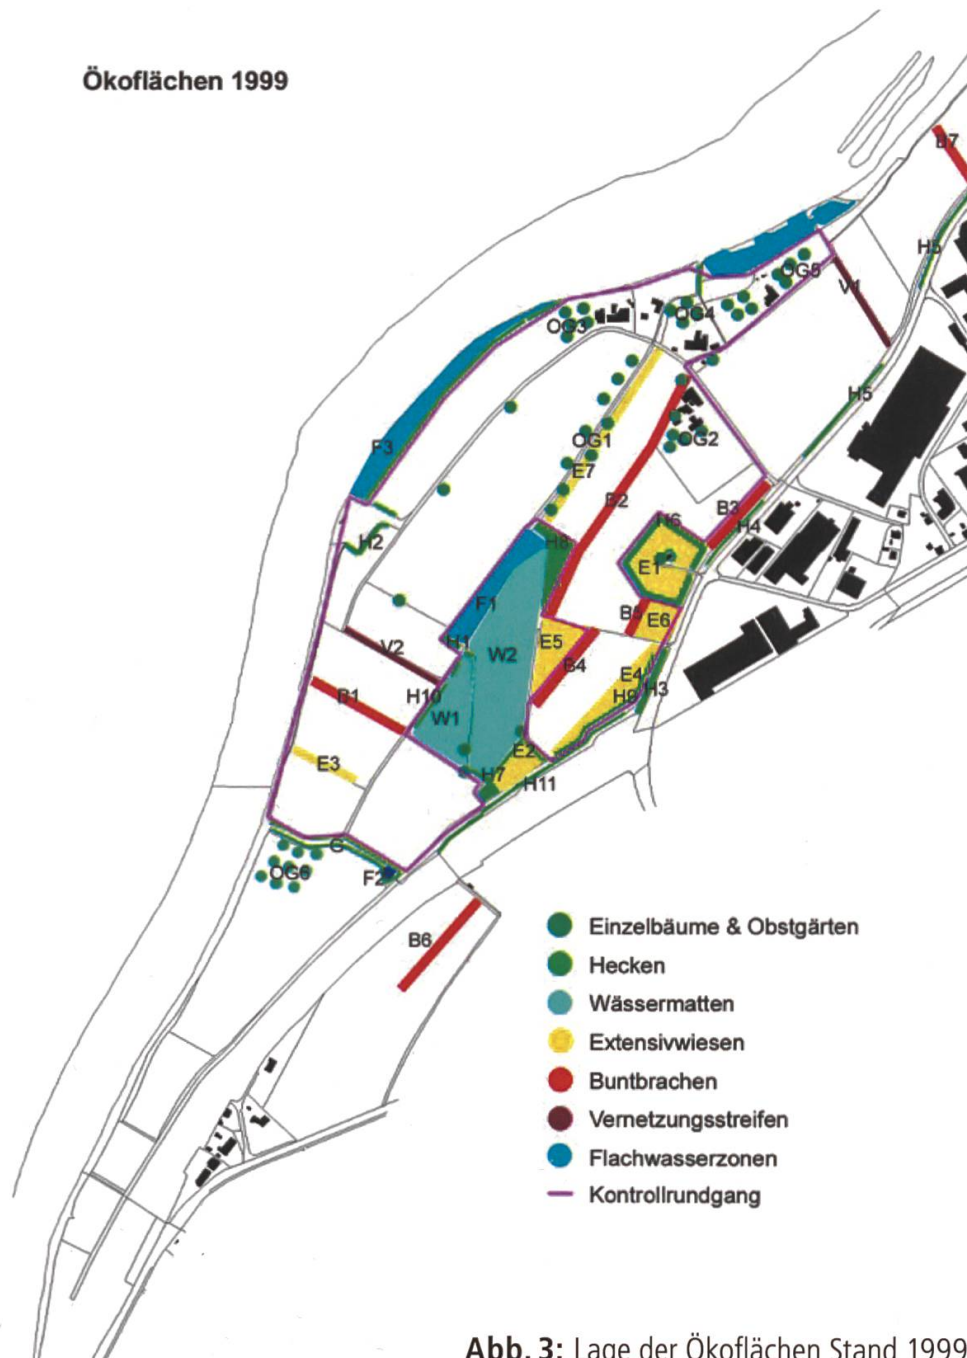 Ökoflächen 1999
B7
H5
OG5
V1
OG4
OG3
H5
F3
OG1
OG2
E7
B2
B3
H4
H2
H8
H6
E1
F1
B5
E6
H1
W2
E5
V2
B4
E4
H3
H9
B1
H10
W1
E3
E2
H7
H11
G
OG6
F2
B6
Einzelbäume & Obstgärten
Hecken
Wässermatten
Extensivwiesen
Buntbrachen
Vernetzungsstreifen
Flachwasserzonen
Kontrollrundgang
Abb. 3: Lage der Ökoflächen Stand 1999